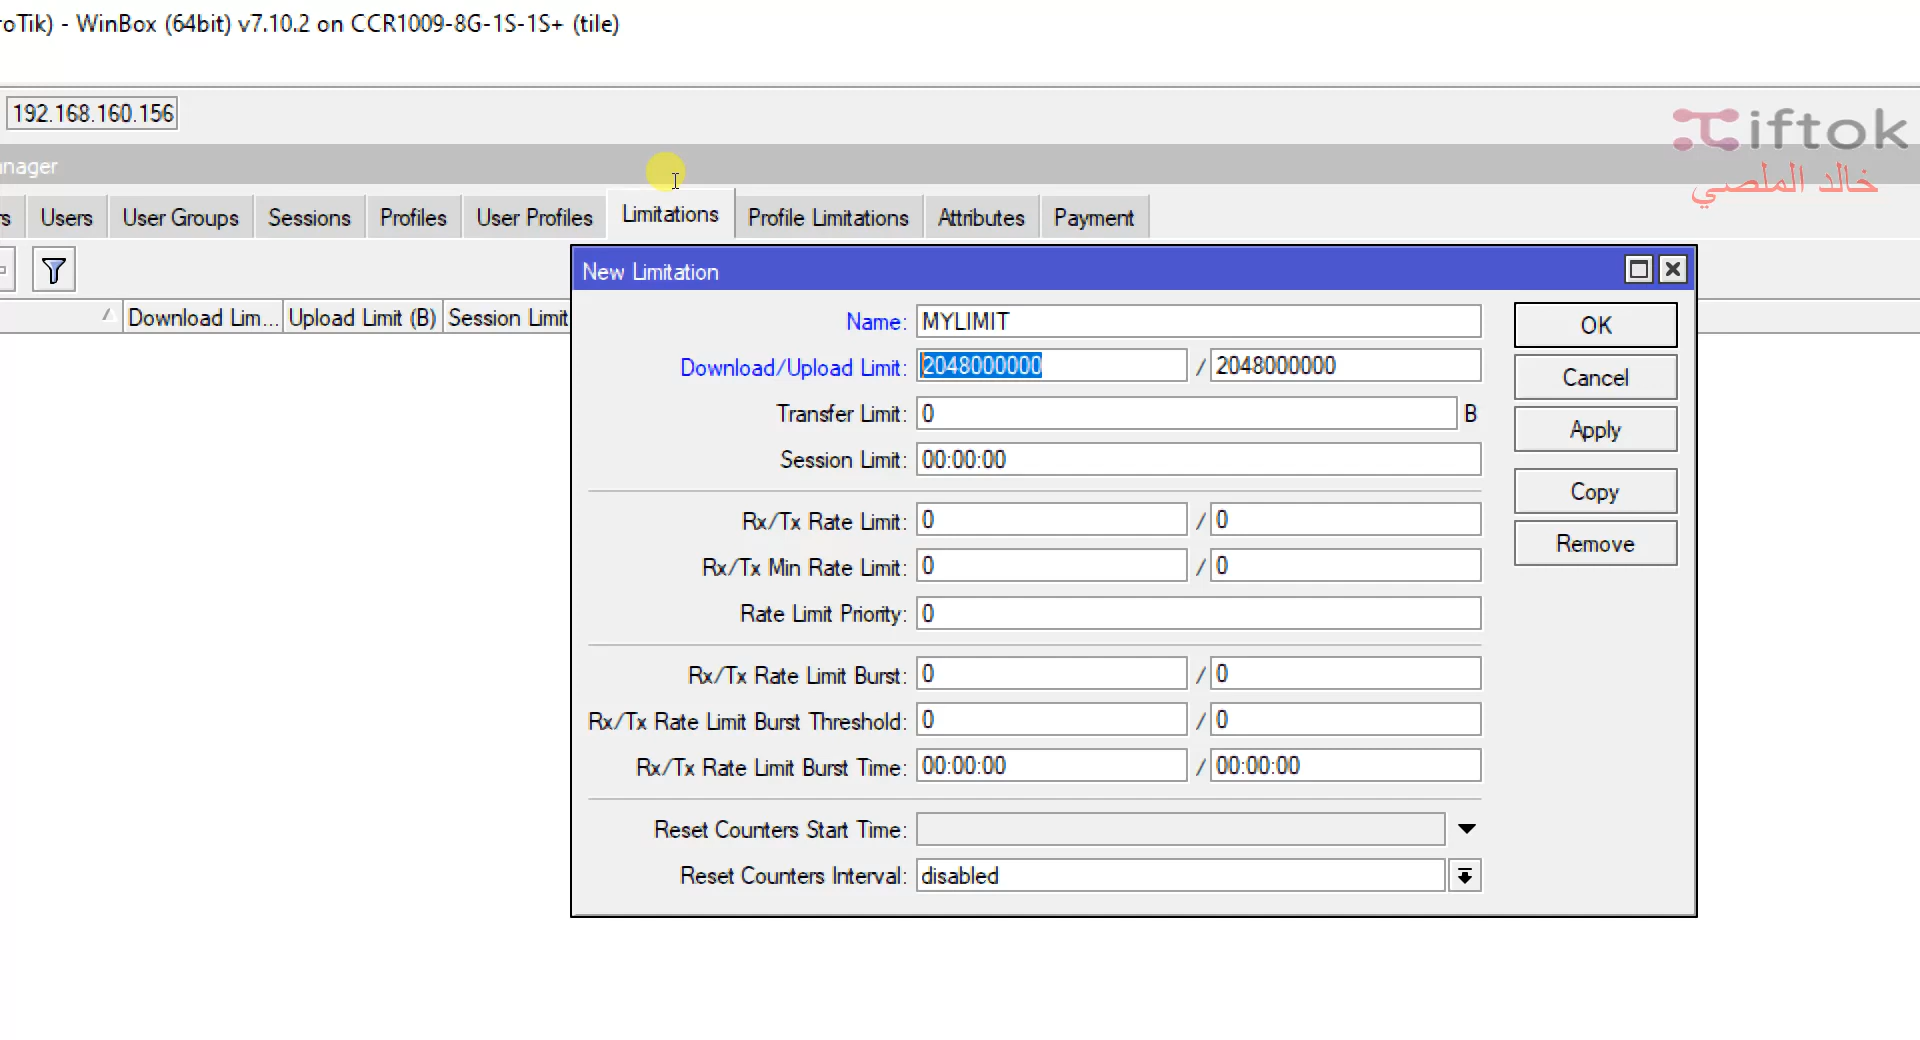 roTik) - WinBox (64bit) v7.10.2 on CCR1009-8G-1S-1S+ (tile)
192.168.160.156
iftok
خالد الملصي
anager
rs Users User Groups Sessions Profiles User Profiles Limitations Profile Limitations Attributes Payment
New Limitation
Download Lim... Upload Limit (B) Session Limit
Name: MYLIMIT OK
Download/Upload Limit: 2048000000 / 2048000000 Cancel
Transfer Limit: 0 B Apply
Session Limit: 00:00:00
Copy
Rx/Tx Rate Limit: 0 / 0 Remove
Rx/Tx Min Rate Limit: 0 / 0
Rate Limit Priority: 0
Rx/Tx Rate Limit Burst: 0 / 0
Rx/Tx Rate Limit Burst Threshold: 0 / 0
Rx/Tx Rate Limit Burst Time: 00:00:00 / 00:00:00
Reset Counters Start Time:
Reset Counters Interval: disabled